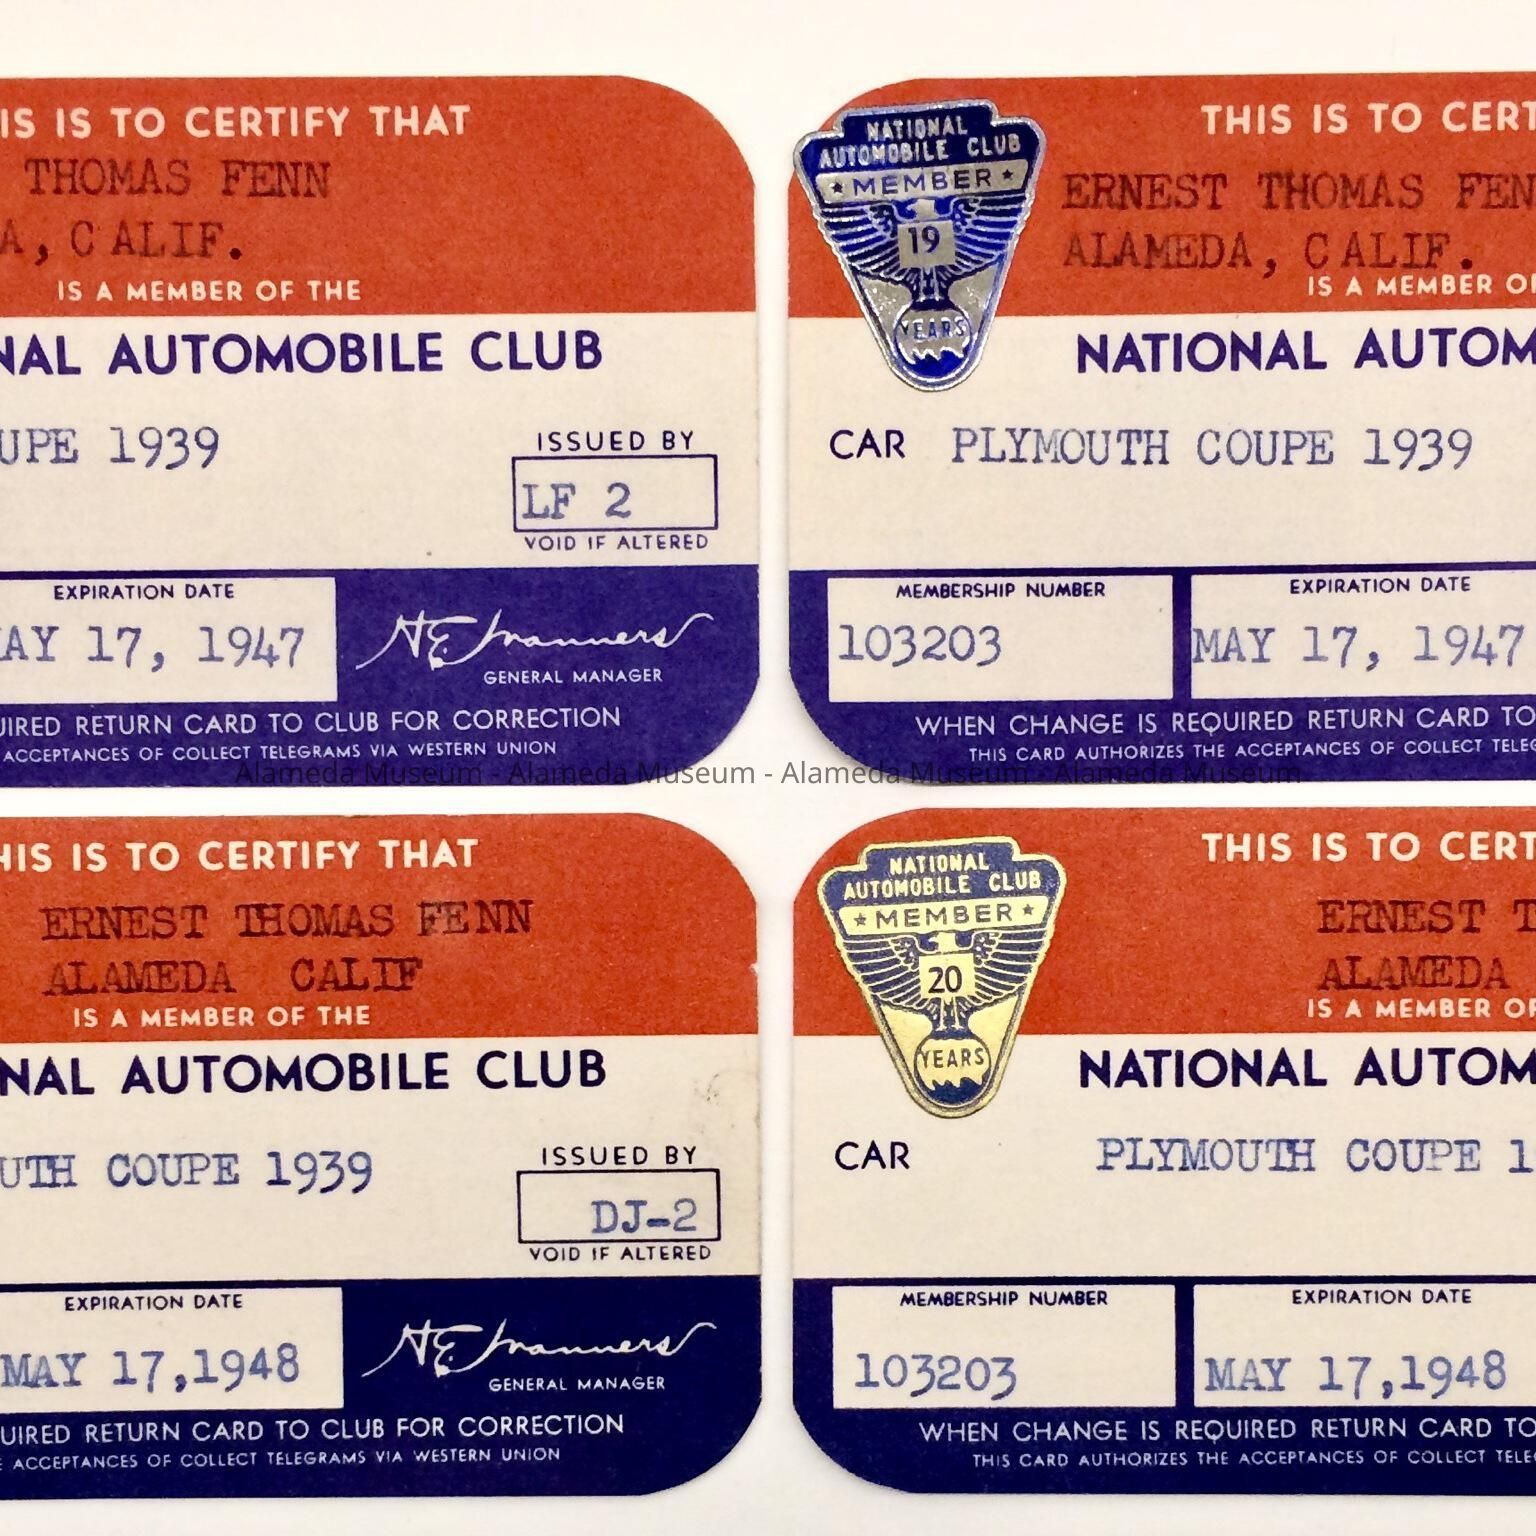 IS IS TO CERTIFY THAT
THOMAS FENN
A, CALIF.
IS A MEMBER OF THE
NAL AUTOMOBILE CLUB
UPE 1939
ISSUED BY
LF 2
VOID IF ALTERED
EXPIRATION DATE
AY 17, 1947
H.E. Manners
GENERAL MANAGER
UIRED RETURN CARD TO CLUB FOR CORRECTION
ACCEPTANCES OF COLLECT TELEGRAMS VIA WESTERN UNION
NATIONAL
AUTOMOBILE CLUB
MEMBER
19
YEARS
THIS IS TO CERT
ERNEST THOMAS FEN
ALAMEDA, CALIF.
IS A MEMBER O
NATIONAL AUTOM
CAR PLYMOUTH COUPE 1939
MEMBERSHIP NUMBER
103203
EXPIRATION DATE
MAY 17, 1947
WHEN CHANGE IS REQUIRED RETURN CARD TO
THIS CARD AUTHORIZES THE ACCEPTANCES OF COLLECT TELEG
Alameda Museum - Alameda Museum - Alameda Museum - Alameda Museum
HIS IS TO CERTIFY THAT
ERNEST THOMAS FENN
ALAMEDA CALIF
IS A MEMBER OF THE
NAL AUTOMOBILE CLUB
UTH COUPE 1939
ISSUED BY
DJ-2
VOID IF ALTERED
EXPIRATION DATE
MAY 17,1948
H.E. Manners
GENERAL MANAGER
UIRED RETURN CARD TO CLUB FOR CORRECTION
E ACCEPTANCES OF COLLECT TELEGRAMS VIA WESTERN UNION
NATIONAL
AUTOMOBILE CLUB
MEMBER
20
YEARS
THIS IS TO CERT
ERNEST T
ALAMEDA
IS A MEMBER OF
NATIONAL AUTOM
CAR PLYMOUTH COUPE 1
MEMBERSHIP NUMBER
103203
EXPIRATION DATE
MAY 17,1948
WHEN CHANGE IS REQUIRED RETURN CARD TO
THIS CARD AUTHORIZES THE ACCEPTANCES OF COLLECT TELE